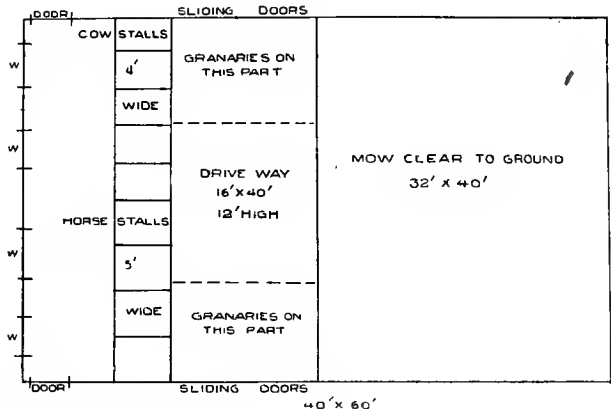 DOOR
SLIDING DOORS
COW STALLS
4'
WIDE
HORSE STALLS
5'
WIDE
W
W
W
W
GRANARIES ON
THIS PART
DRIVE WAY
16' X 40'
12' HIGH
GRANARIES ON
THIS PART
MOW CLEAR TO GROUND
32' X 40'
DOOR
SLIDING DOORS
40' X 60'